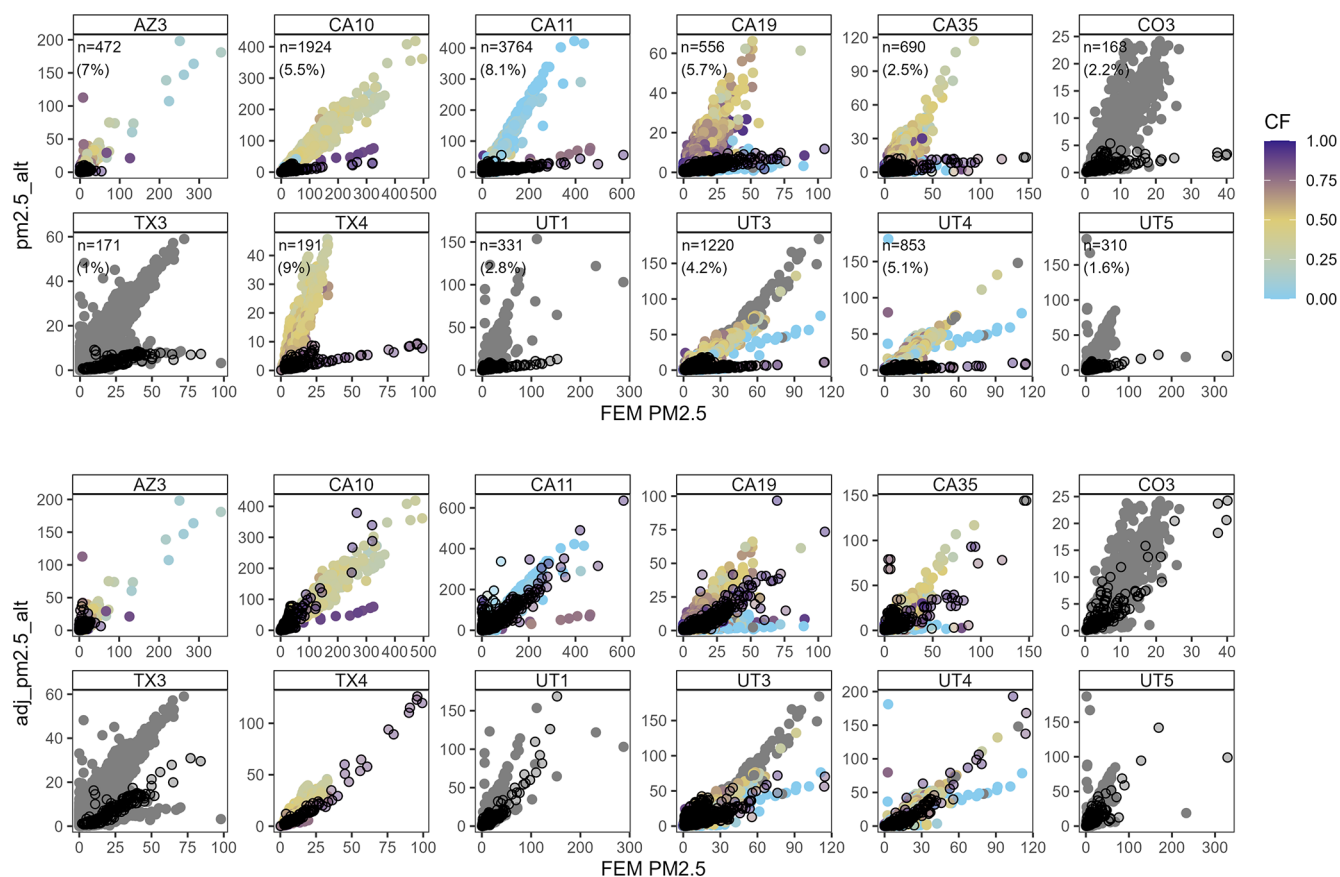 AZ3 CA10 CA11 CA19 CA35 CO3
n=472 n=1924 n=3764 n=556 n=690 n=168
(7%) (5.5%) (8.1%) (5.7%) (2.5%) (2.2%)
200 150 100 50 0
400 300 200 100 0
400 300 200 100 0
60 40 20 0
120 90 60 30 0
25 20 15 10 5 0
0 100 200 300
0 100 200 300 400 500
0 200 400 600
0 25 50 75 100
0 50 100 150
0 10 20 30 40
pm2.5_alt
CF
1.00
0.75
0.50
0.25
0.00
TX3 TX4 UT1 UT3 UT4 UT5
n=171 n=191 n=331 n=1220 n=853 n=310
(1%) (9%) (2.8%) (4.2%) (5.1%) (1.6%)
60 40 20 0
40 30 20 10 0
150 100 50 0
150 100 50 0
150 100 50 0
150 100 50 0
0 25 50 75 100
0 25 50 75 100
0 100 200 300
0 30 60 90 120
0 30 60 90 120
0 100 200 300
FEM PM2.5
AZ3 CA10 CA11 CA19 CA35 CO3
200 150 100 50 0
400 300 200 100 0
600 400 200 0
100 75 50 25 0
150 100 50 0
25 20 15 10 5 0
0 100 200 300
0 100 200 300 400 500
0 200 400 600
0 25 50 75 100
0 50 100 150
0 10 20 30 40
adj_pm2.5_alt
TX3 TX4 UT1 UT3 UT4 UT5
60 40 20 0
100 50 0
150 100 50 0
150 100 50 0
200 150 100 50 0
150 100 50 0
0 25 50 75 100
0 25 50 75 100
0 100 200 300
0 30 60 90 120
0 30 60 90 120
0 100 200 300
FEM PM2.5